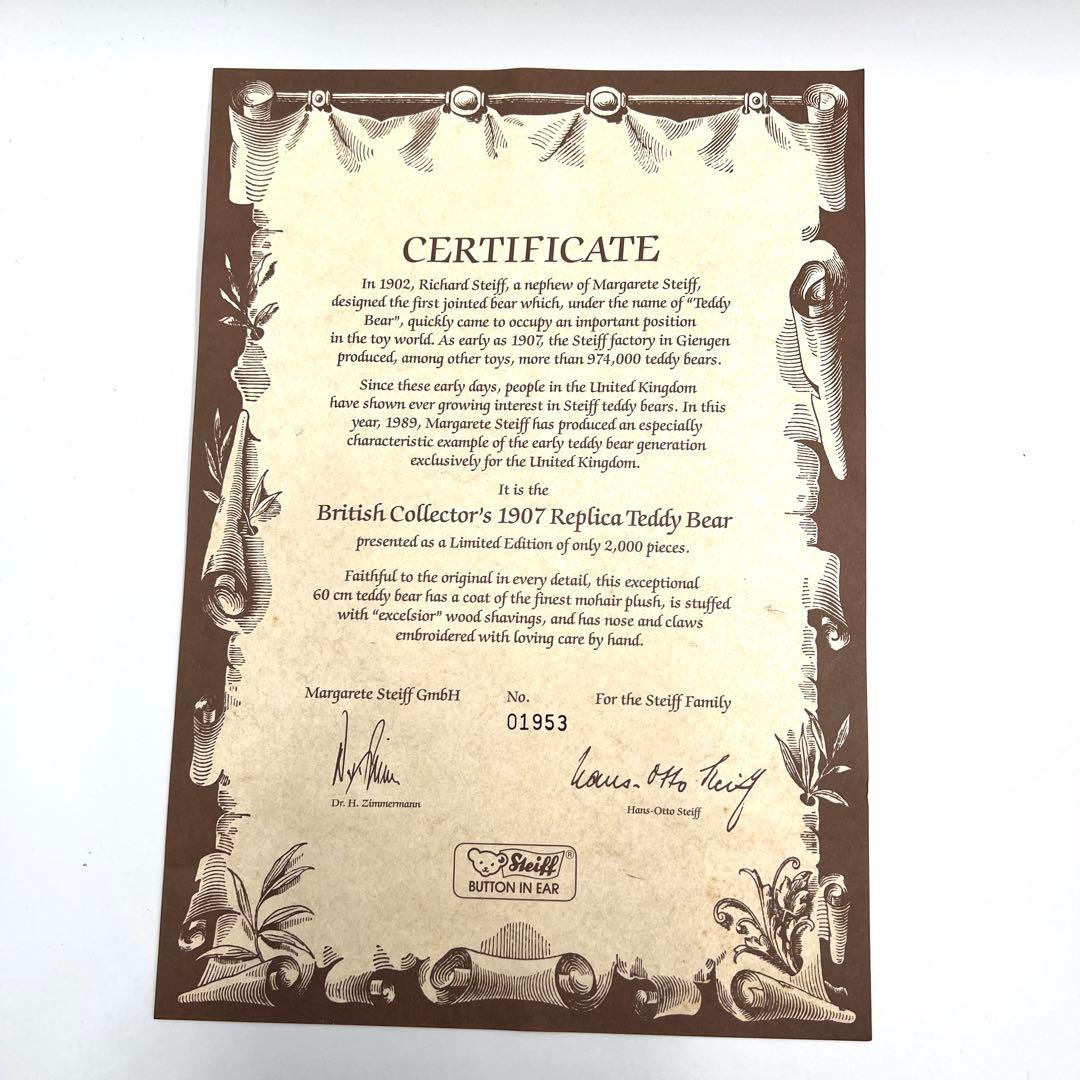 CERTIFICATE
In 1902, Richard Steiff, a nephew of Margarete Steiff,
designed the first jointed bear which, under the name of “Teddy
Bear”, quickly came to occupy an important position
in the toy world. As early as 1907, the Steiff factory in Giengen
produced, among other toys, more than 974,000 teddy bears.
Since these early days, people in the United Kingdom
have shown ever growing interest in Steiff teddy bears. In this
year, 1989, Margarete Steiff has produced an especially
characteristic example of the early teddy bear generation
exclusively for the United Kingdom.
It is the
British Collector's 1907 Replica Teddy Bear
presented as a Limited Edition of only 2,000 pieces.
Faithful to the original in every detail, this exceptional
60 cm teddy bear has a coat of the finest mohair plush, is stuffed
with “excelsior” wood shavings, and has nose and claws
embroidered with loving care by hand.
Margarete Steiff GmbH No. For the Steiff Family
01953
Hans-Otto Steiff
Dr. H. Zimmermann Hans-Otto Steiff
Steiff®
BUTTON IN EAR